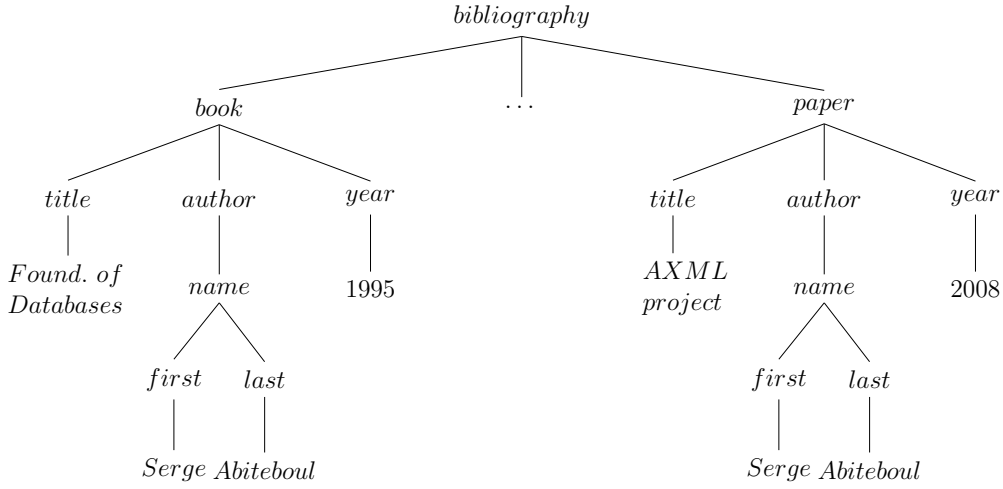 bibliography
book ... paper
title author year title author year
Found. of
Databases
name 1995
AXML
project
name 2008
first last first last
Serge Abiteboul Serge Abiteboul